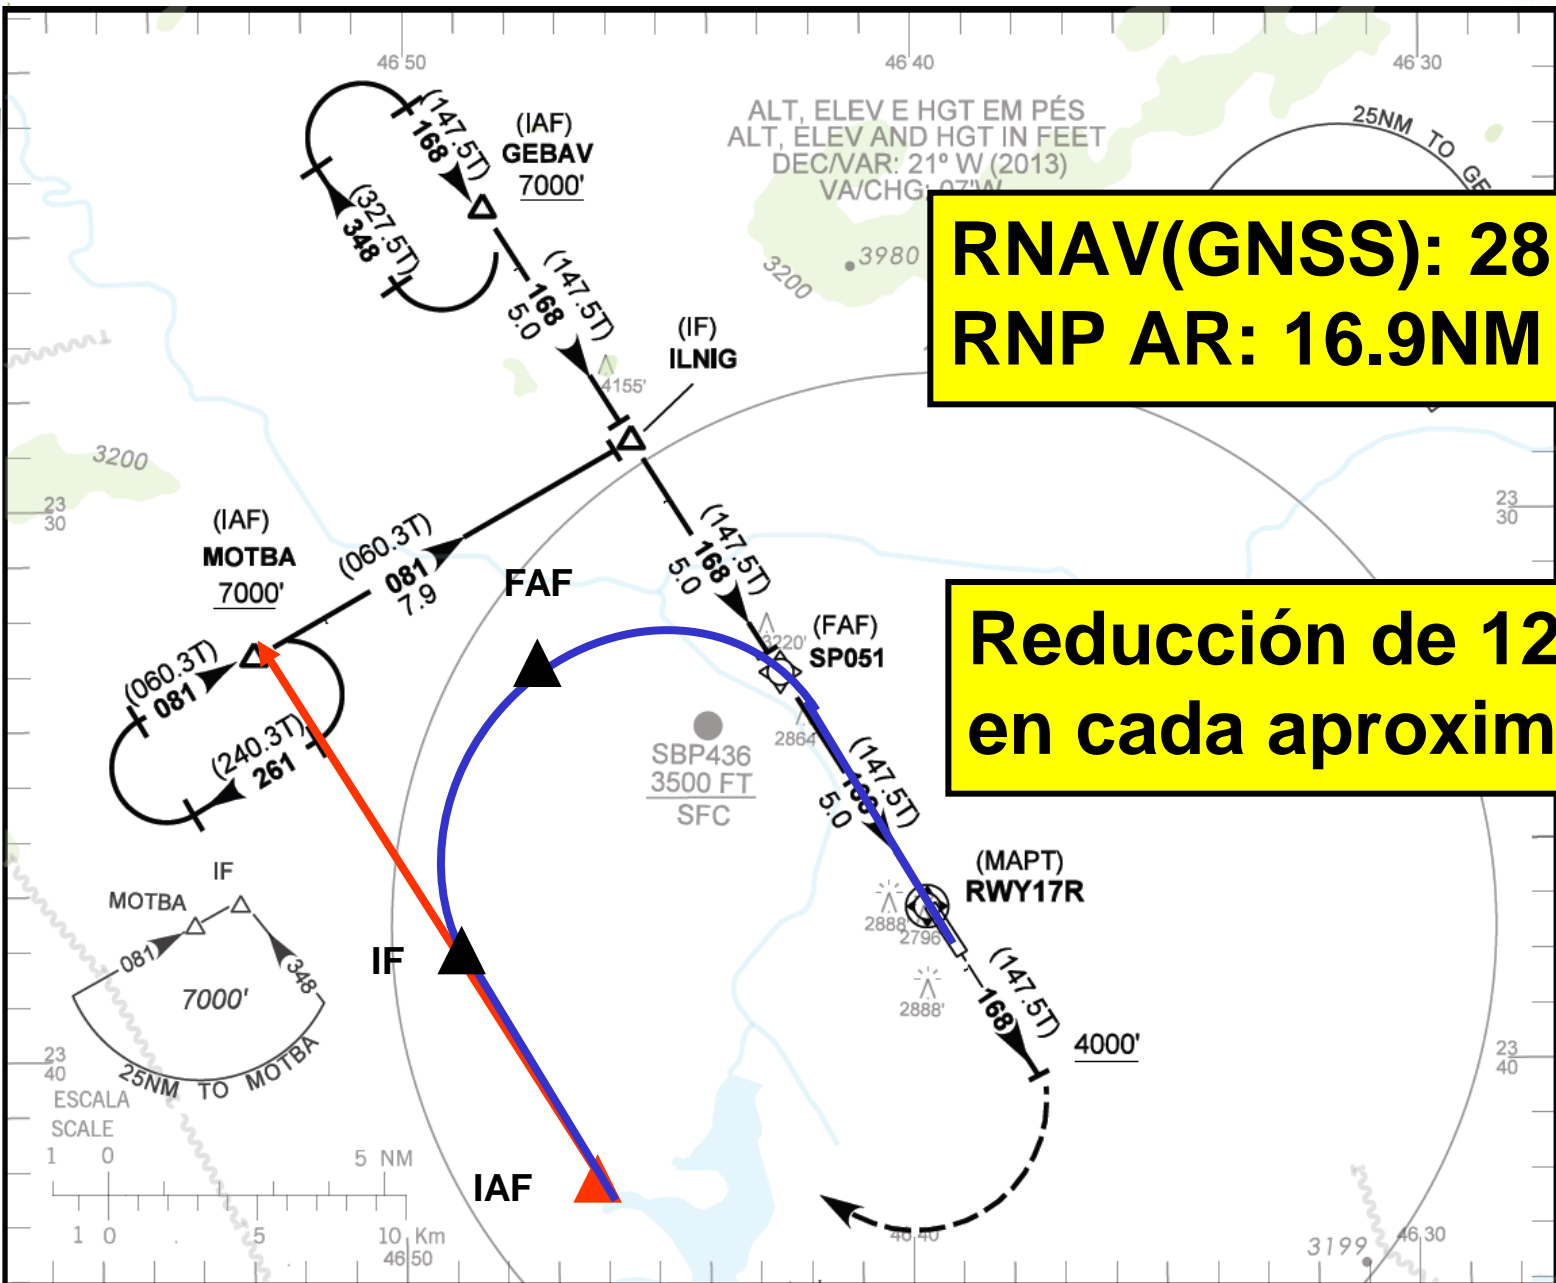 46 50
46 40
46 30
ALT, ELEV E HGT EM PÉS
ALT, ELEV AND HGT IN FEET
DEC/VAR: 21º W (2013)
VA/CHG: 07'W
25NM TO GE
(147.5T)
168
(IAF)
GEBAV
7000'
(327.5T)
348
(147.5T)
168
5.0
3200
3980
RNAV(GNSS): 28
RNP AR: 16.9NM
(IF)
ILNIG
4155'
3200
23
30
23
30
(IAF)
MOTBA
7000'
(060.3T)
081
7.9
FAF
(147.5T)
168
5.0
3220'
(FAF)
SP051
Reducción de 12
en cada aproxim
(060.3T)
081
(240.3T)
261
SBP436
3500 FT
SFC
2864'
(147.5T)
168
5.0
(MAPT)
RWY17R
2888'
2796'
IF
MOTBA
081
348
7000'
25NM TO MOTBA
IF
2888'
(147.5T)
168
4000'
23
40
23
40
ESCALA
SCALE
1 0 5 NM
1 0 5 10 Km
IAF
46 50
46 40
46 30
3199